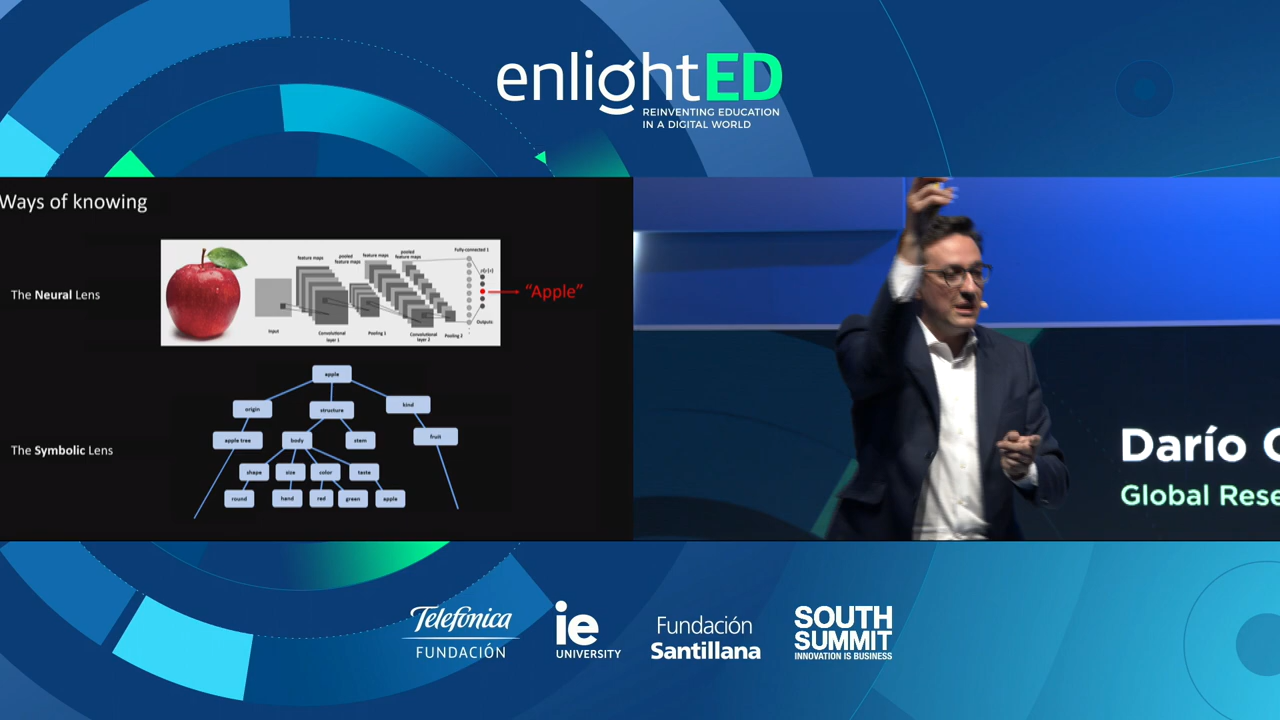 enlightED
REINVENTING EDUCATION
IN A DIGITAL WORLD
Ways of knowing
The Neural Lens
Input
feature maps
Convolutional
layer 1
pooled
feature maps
Pooling 1
feature maps
Convolutional
layer 2
pooled
feature maps
Pooling 2
Fully-connected 1
Outputs
“Apple”
The Symbolic Lens
apple
origin
structure
kind
apple tree
body
stem
fruit
shape
size
color
taste
round
hand
red
green
apple
Darío
Global
Telefónica
FUNDACIÓN
ie
UNIVERSITY
Fundación
Santillana
SOUTH
SUMMIT
INNOVATION IS BUSINESS